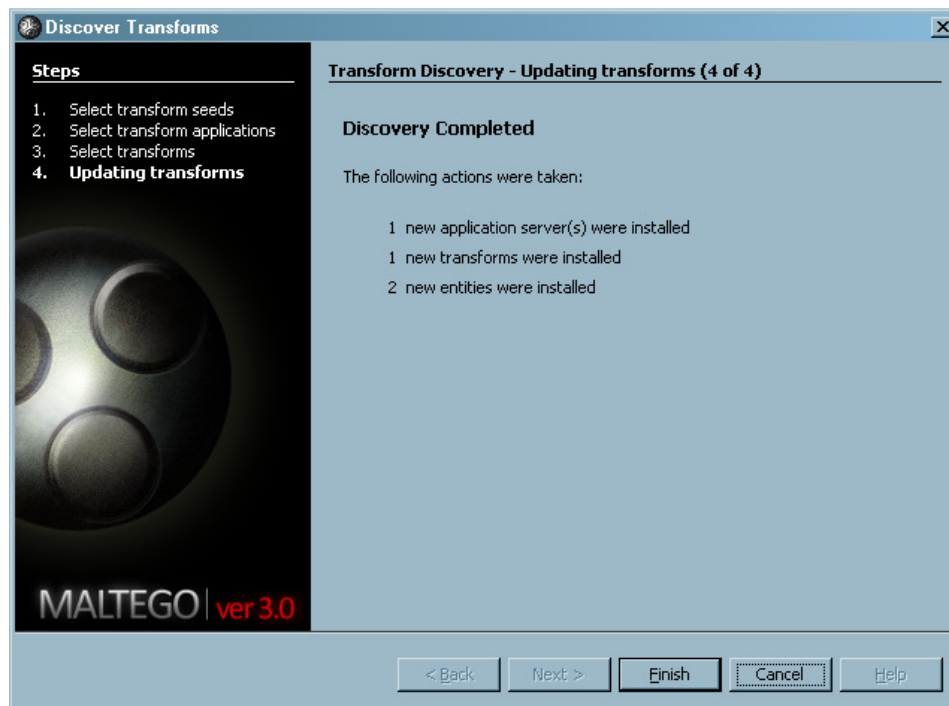 Discover Transforms
Steps
1. Select transform seeds
2. Select transform applications
3. Select transforms
4. Updating transforms
MALTEGO | ver 3.0
Transform Discovery - Updating transforms (4 of 4)
Discovery Completed
The following actions were taken:
1 new application server(s) were installed
1 new transforms were installed
2 new entities were installed
< Back Next > Finish Cancel Help